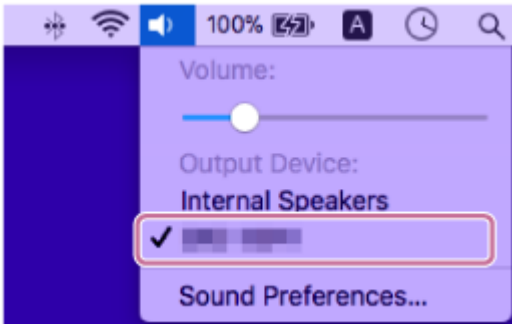 100% A
Volume:
Output Device:
Internal Speakers
Sound Preferences...